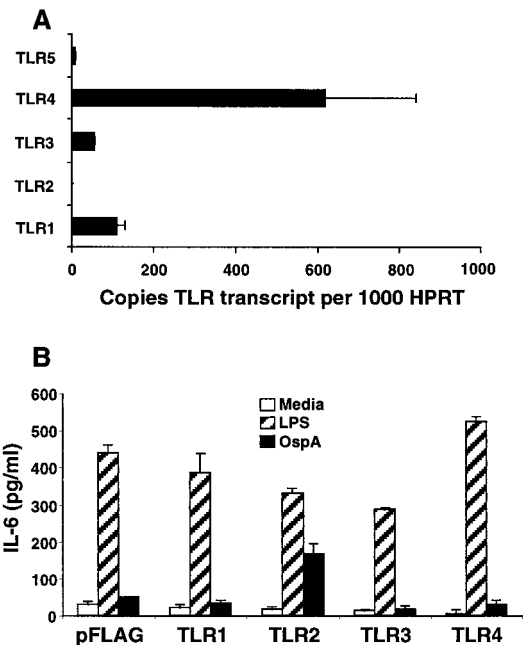 A
TLR5
TLR4
TLR3
TLR2
TLR1
0 200 400 600 800 1000
Copies TLR transcript per 1000 HPRT
B
600
500
400
300
200
100
0
IL-6 (pg/ml)
Media
LPS
OspA
pFLAG TLR1 TLR2 TLR3 TLR4